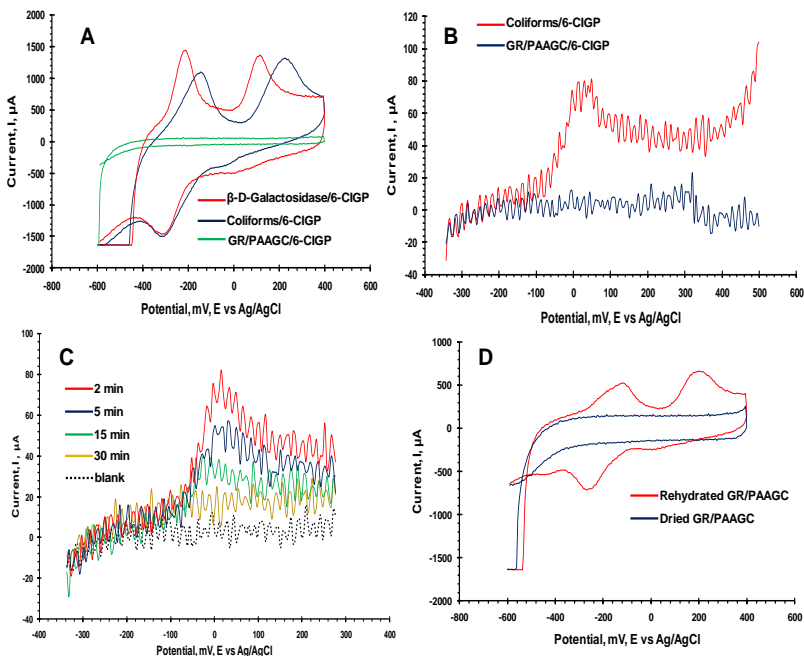 A
2000
1500
1000
500
0
-500
-1000
-1500
-2000
Current, I, µA
-800
-600
-400
-200
0
200
400
600
Potential, mV, E vs Ag/AgCl
β-D-Galactosidase/6-CIGP
Coliforms/6-CIGP
GR/PAAGC/6-CIGP
B
Coliforms/6-CIGP
GR/PAAGC/6-CIGP
120
100
80
60
40
20
0
-20
-40
Current, I, µA
-400
-300
-200
-100
0
100
200
300
400
500
600
Potential, mV, E vs Ag/AgCl
C
2 min
5 min
15 min
30 min
blank
100
80
60
40
20
0
-20
-40
Current, I, µA
-400
-300
-200
-100
0
100
200
300
400
Potential, mV, E vs Ag/AgCl
D
1000
500
0
-500
-1000
-1500
-2000
Current, I, µA
-800
-600
-400
-200
0
200
400
600
Potential, mV, E vs Ag/AgCl
Rehydrated GR/PAAGC
Dried GR/PAAGC